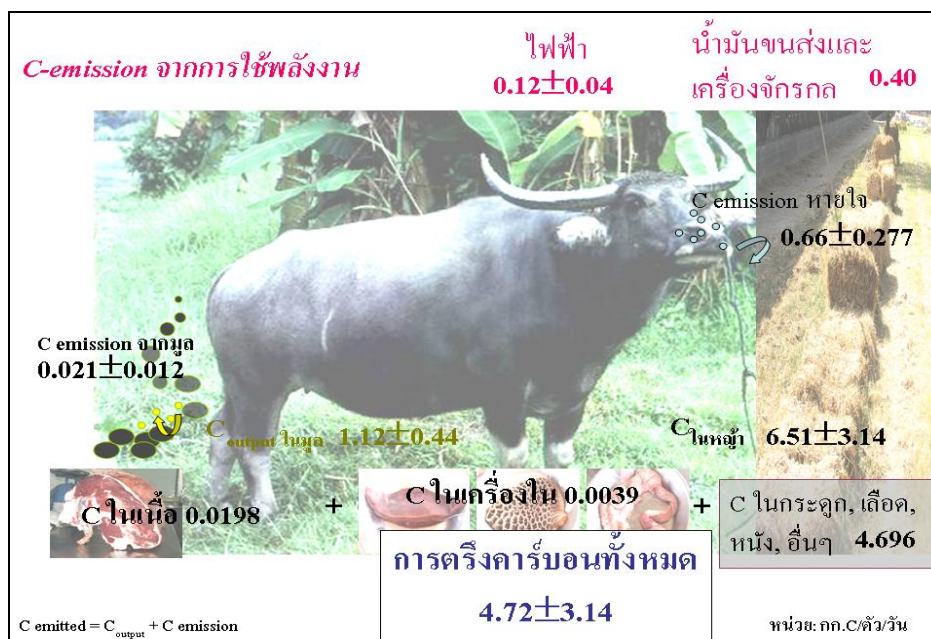 C-emission จากการใช้พลังงาน
ไฟฟ้า
0.12±0.04
น้ำมันขนส่งและ
เครื่องจักรกล 0.40
C emission หายใจ
0.66±0.277
C emission จากมูล
0.021±0.012
Coutput ในมูล 1.12±0.44
Cในหญ้า 6.51±3.14
C ในเนื้อ 0.0198 + C ในเครื่องใน 0.0039 + C ในกระดูก, เลือด,
หนัง, อื่นๆ 4.696
การตรึงคาร์บอนทั้งหมด
4.72±3.14
C emitted = Coutput + C emission
หน่วย: กก.C/ตัว/วัน